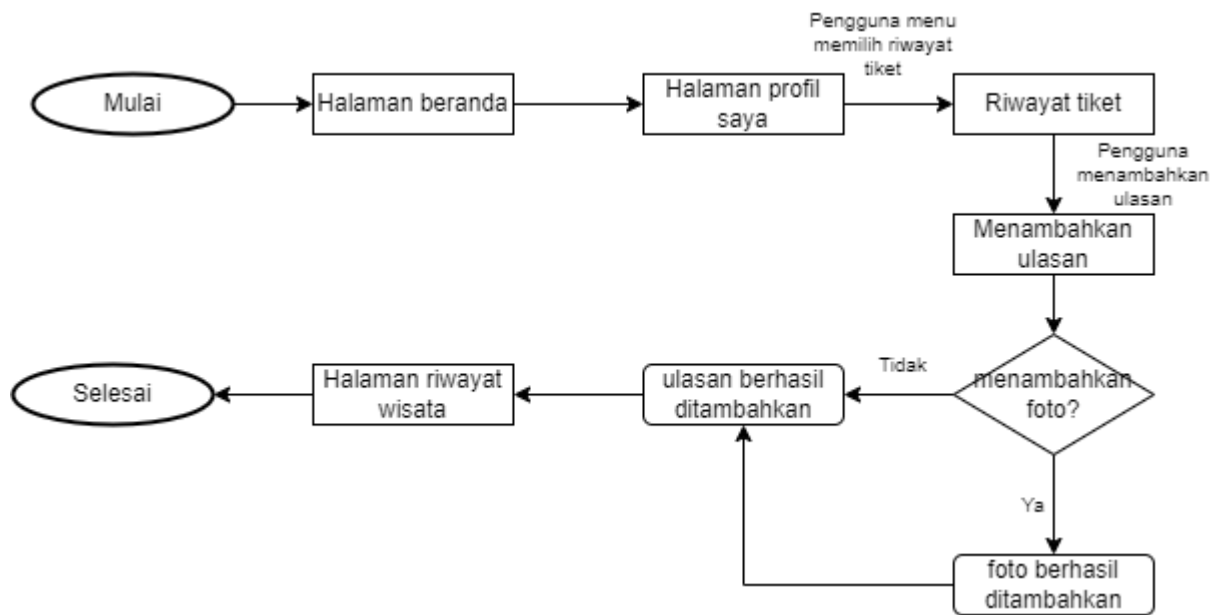 Mulai
Halaman beranda
Halaman profil
saya
Pengguna menu
memilih riwayat
tiket
Riwayat tiket
Pengguna
menambahkan
ulasan
Menambahkan
ulasan
menambahkan
foto?
Tidak
Ya
foto berhasil
ditambahkan
ulasan berhasil
ditambahkan
Halaman riwayat
wisata
Selesai